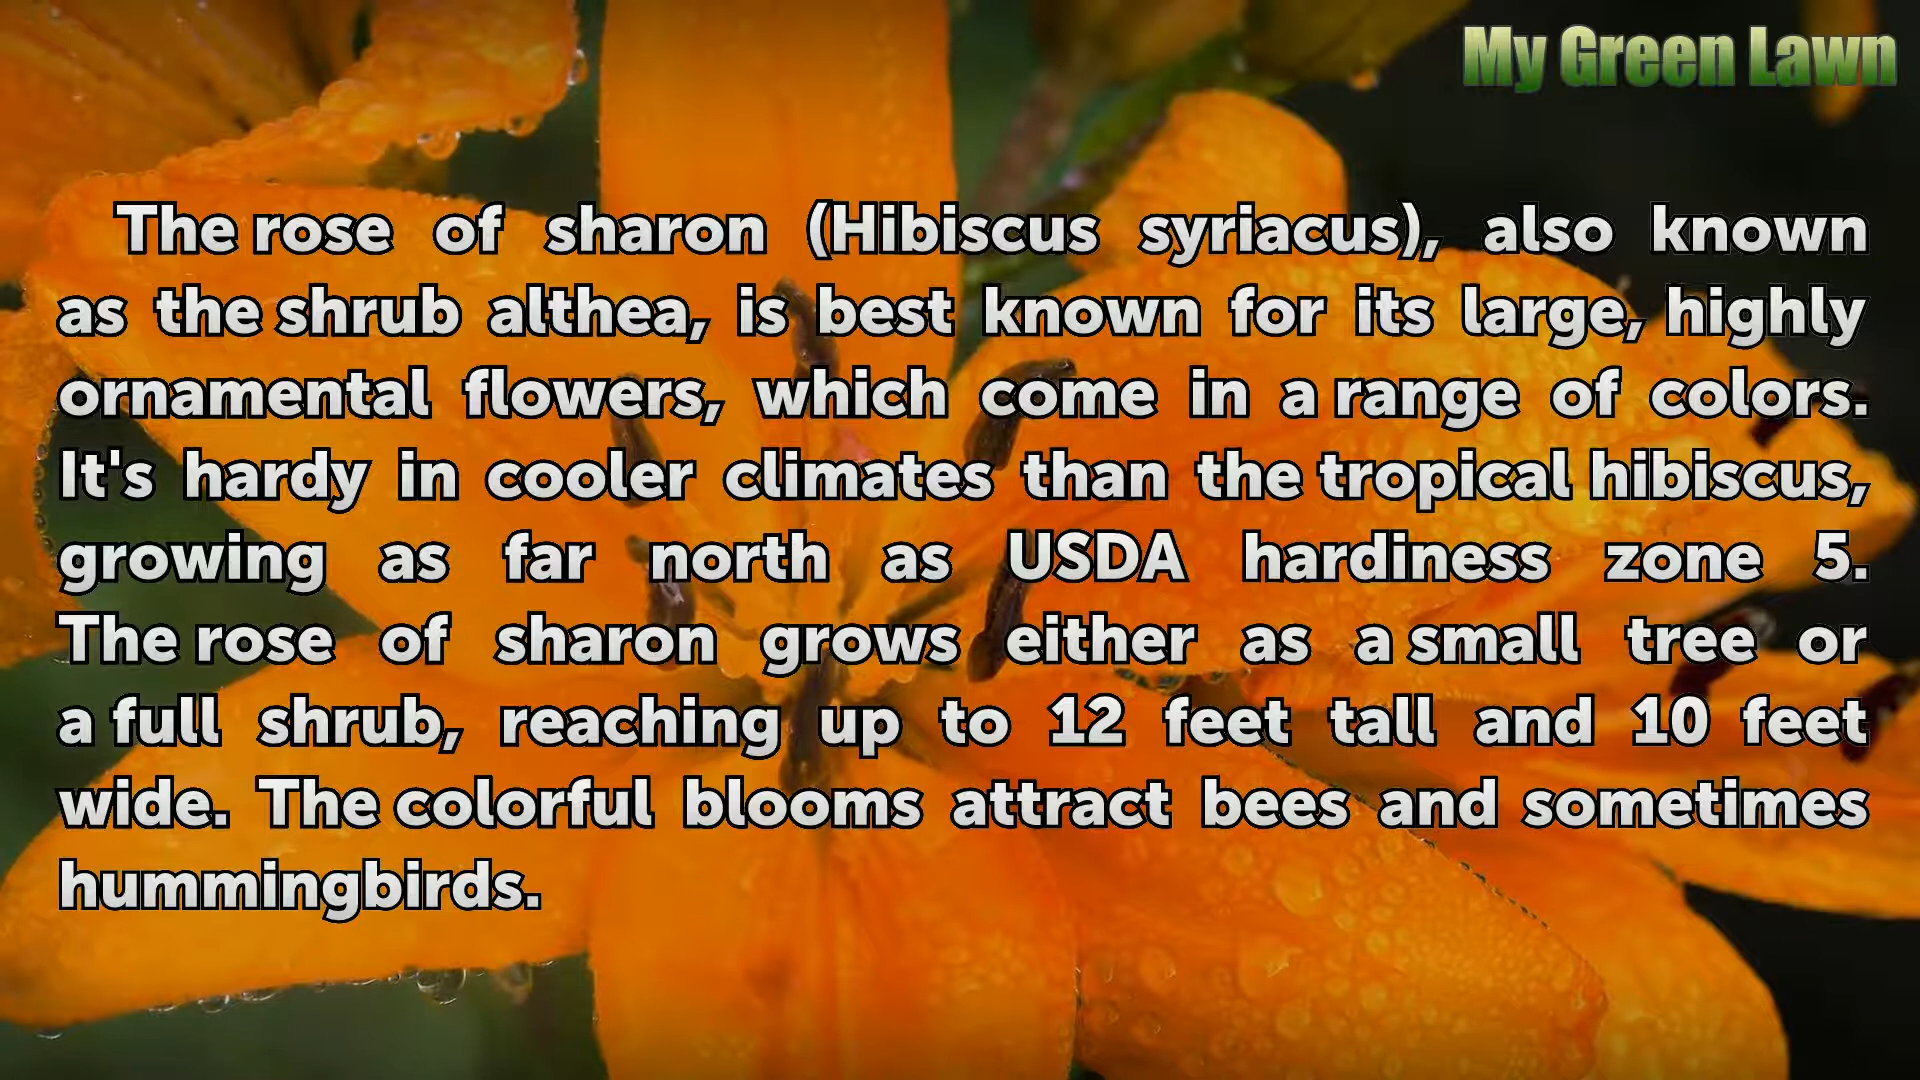 My Green Lawn
The rose of sharon (Hibiscus syriacus), also known
as the shrub althea, is best known for its large, highly
ornamental flowers, which come in a range of colors.
It's hardy in cooler climates than the tropical hibiscus,
growing as far north as USDA hardiness zone 5.
The rose of sharon grows either as a small tree or
a full shrub, reaching up to 12 feet tall and 10 feet
wide. The colorful blooms attract bees and sometimes
hummingbirds.